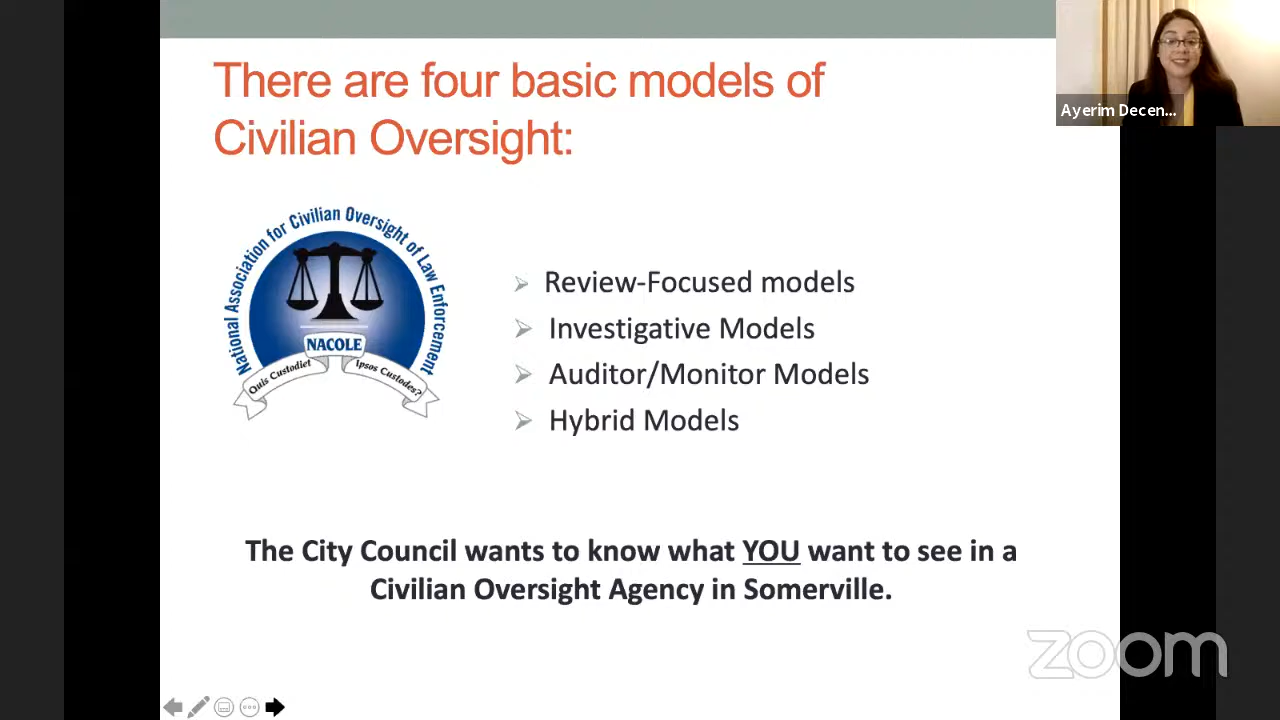 There are four basic models of
Civilian Oversight:
Ayerim Decen...
National Association for Civilian Oversight of Law Enforcement
NACOLE
Quis Custodiet
Ipsos Custodes?
Review-Focused models
Investigative Models
Auditor/Monitor Models
Hybrid Models
The City Council wants to know what YOU want to see in a
Civilian Oversight Agency in Somerville.
zoom